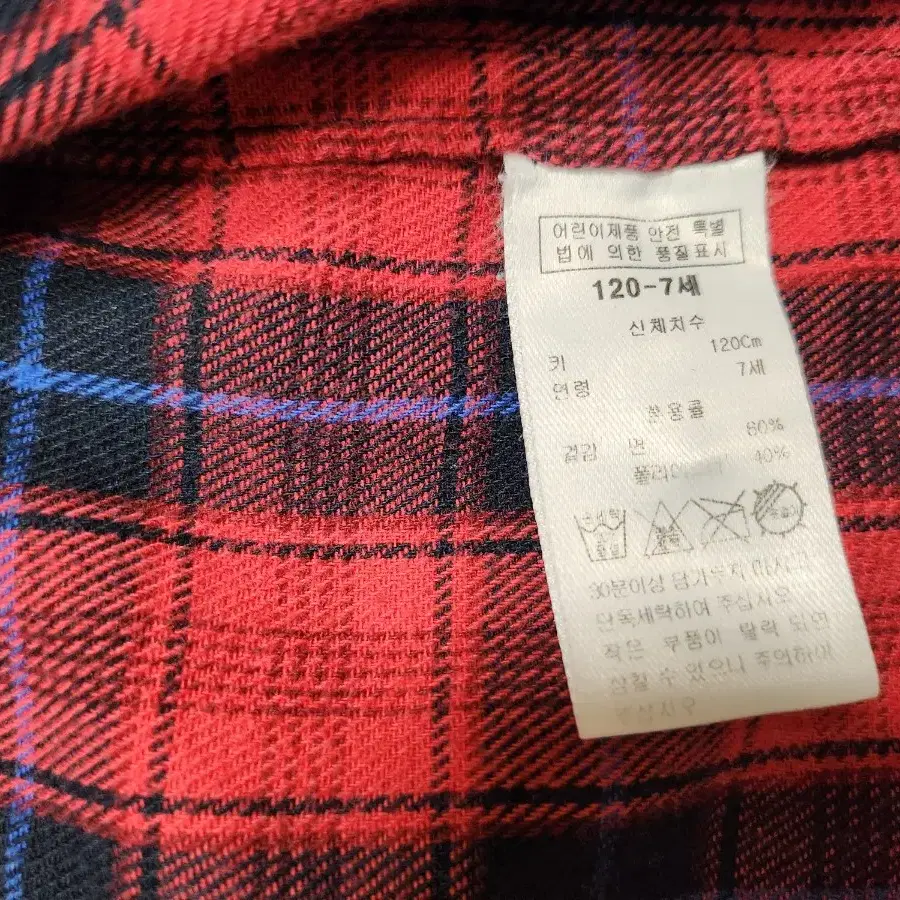 어린이제품 안전 특별
법에 의한 품질표시
120-7세
신체치수
키 120Cm
연령 7세
혼용률
겉감 면 60%
40%
30분이상 담가두지 마시고
단독세탁하여 주십시오
작은 부품이 탈락 되면
삼킬 수 있으니 주의하여